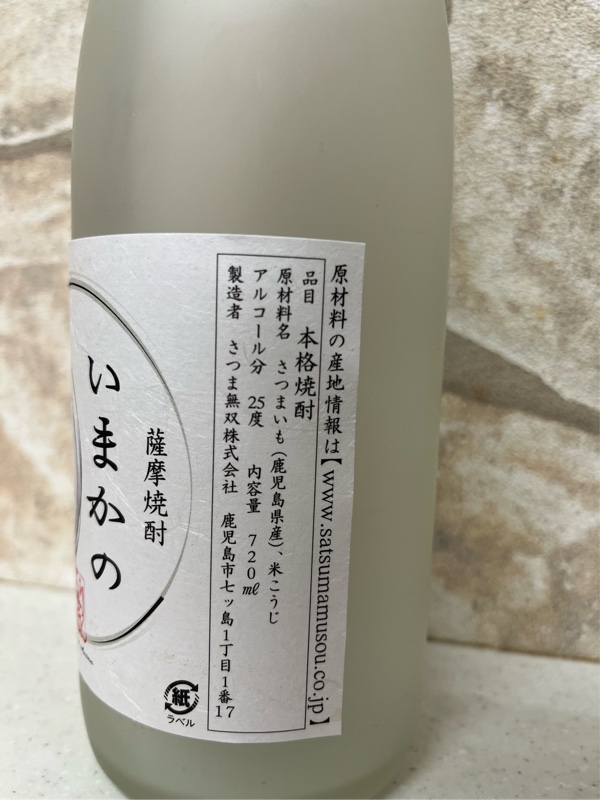 原材料の産地情報は【www.satsumamusou.co.jp】
品目 本格焼酎
原材料名 さつまいも(鹿児島県産)、米こうじ
アルコール分 25度 内容量 720㎖
製造者 さつま無双株式会社 鹿児島市七ッ島1丁目1番17
薩摩焼酎
いまかの
紙
ラベル